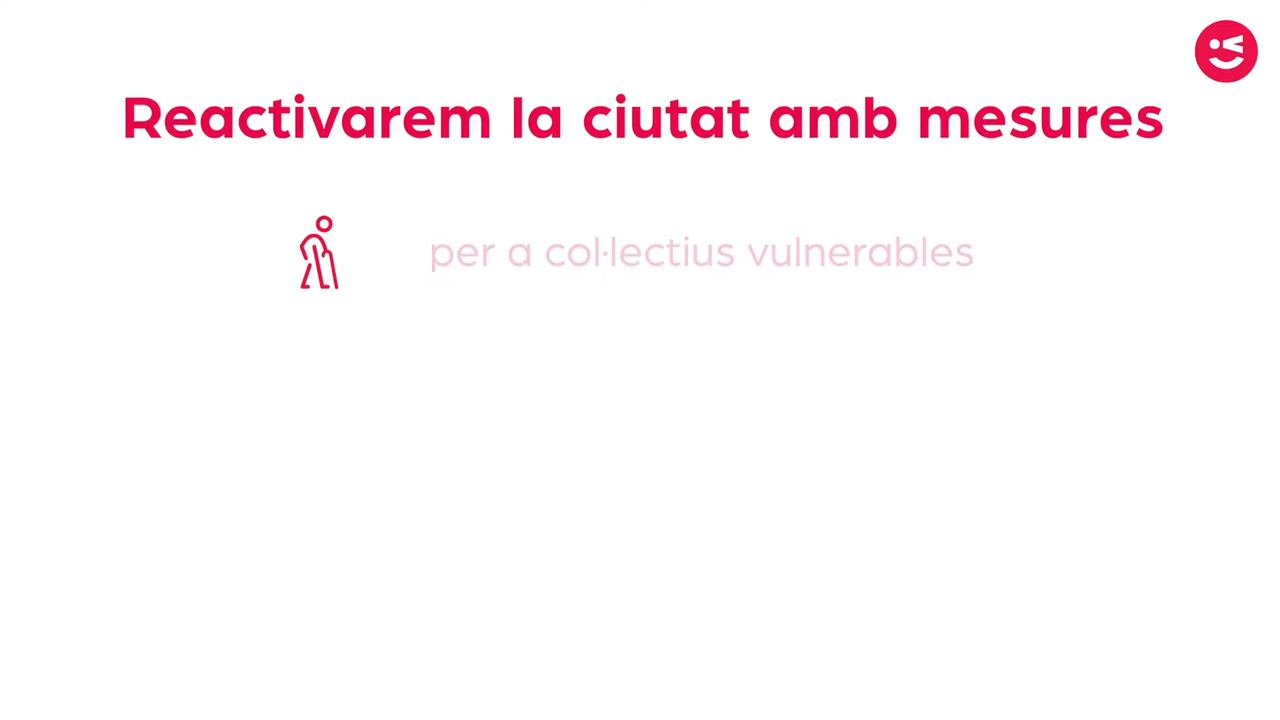 Reactivarem la ciutat amb mesures
per a col·lectius vulnerables